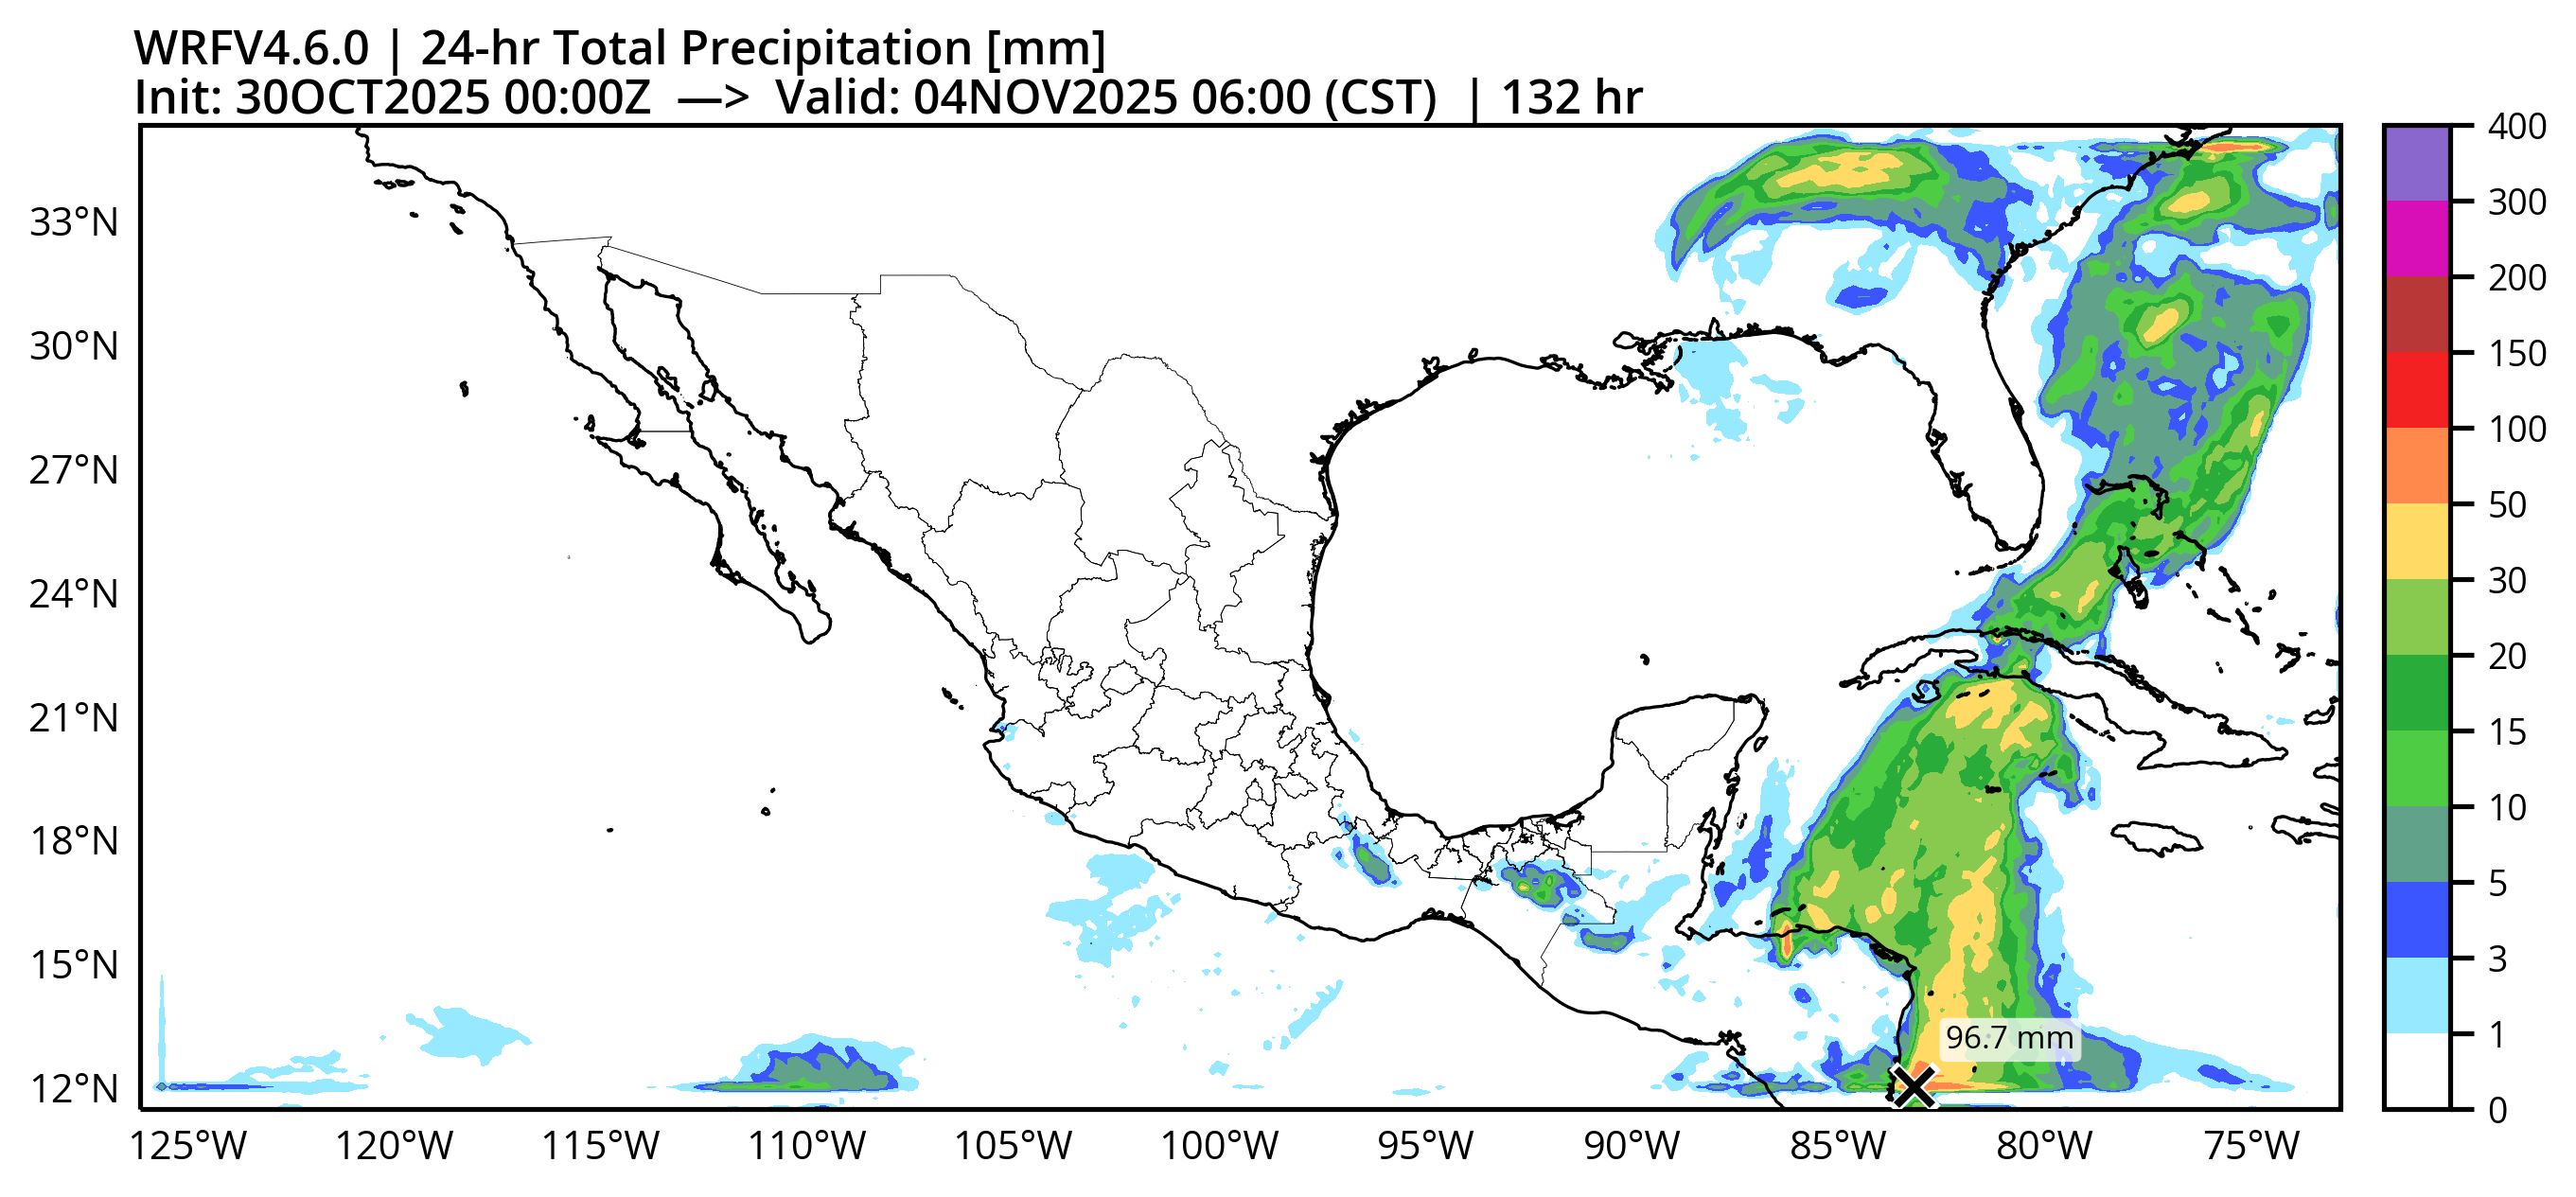 WRFV4.6.0 | 24-hr Total Precipitation [mm]
Init: 30OCT2025 00:00Z —> Valid: 04NOV2025 06:00 (CST) | 132 hr
33°N
30°N
27°N
24°N
21°N
18°N
15°N
12°N
125°W 120°W 115°W 110°W 105°W 100°W 95°W 90°W 85°W 80°W 75°W
96.7 mm
400
300
200
150
100
50
30
20
15
10
5
3
1
0